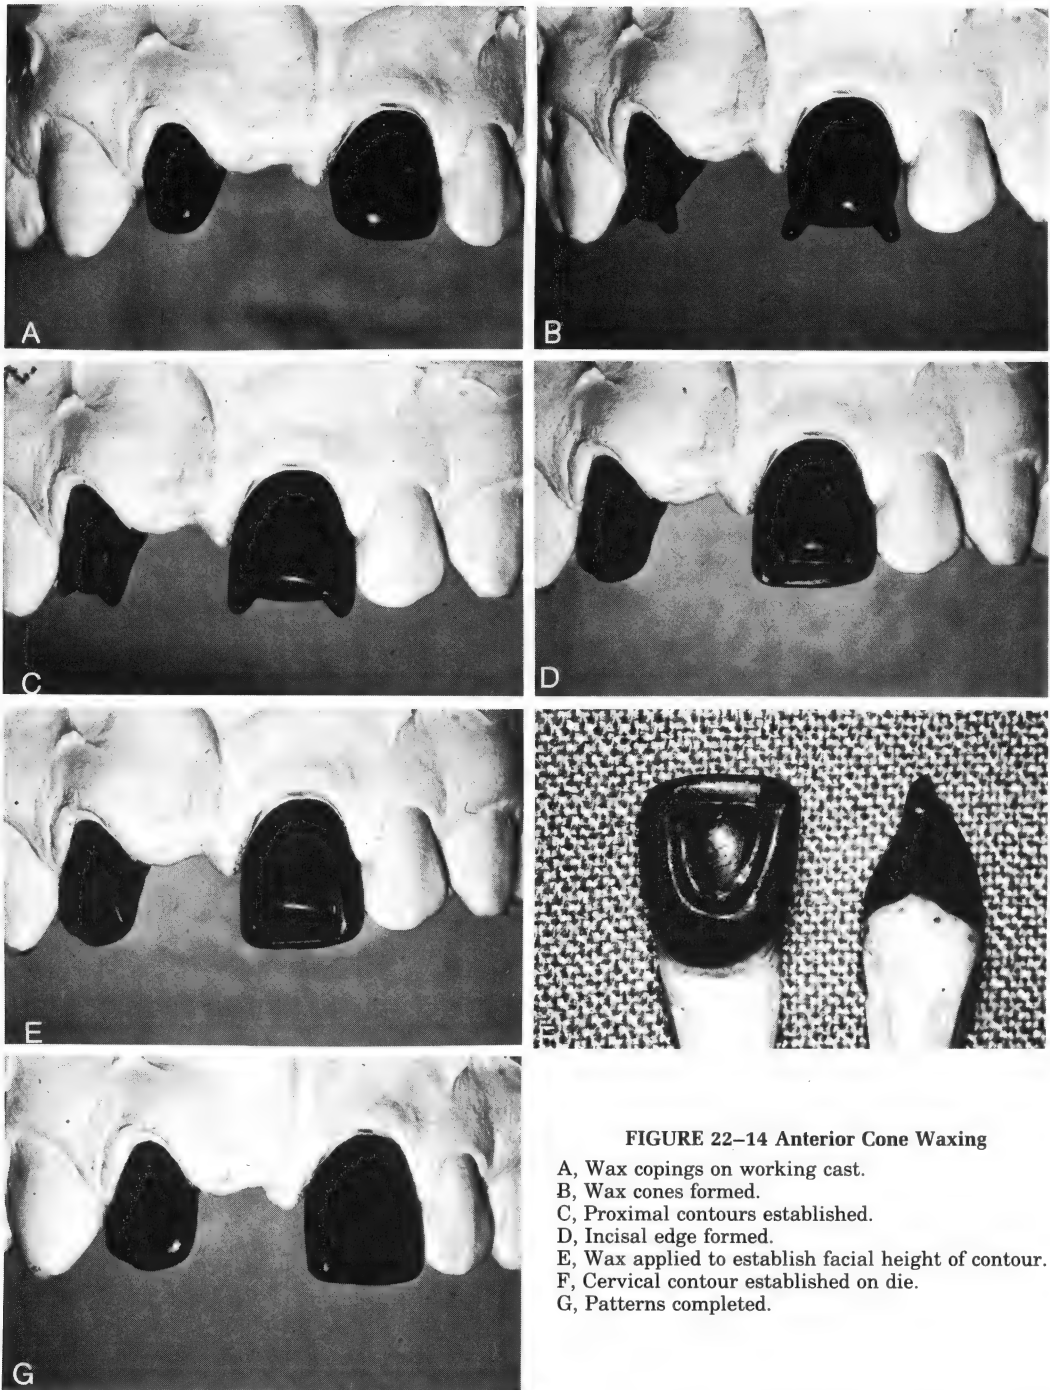 A
B
C
D
E
F
G
FIGURE 22–14 Anterior Cone Waxing
A, Wax copings on working cast.
B, Wax cones formed.
C, Proximal contours established.
D, Incisal edge formed.
E, Wax applied to establish facial height of contour.
F, Cervical contour established on die.
G, Patterns completed.